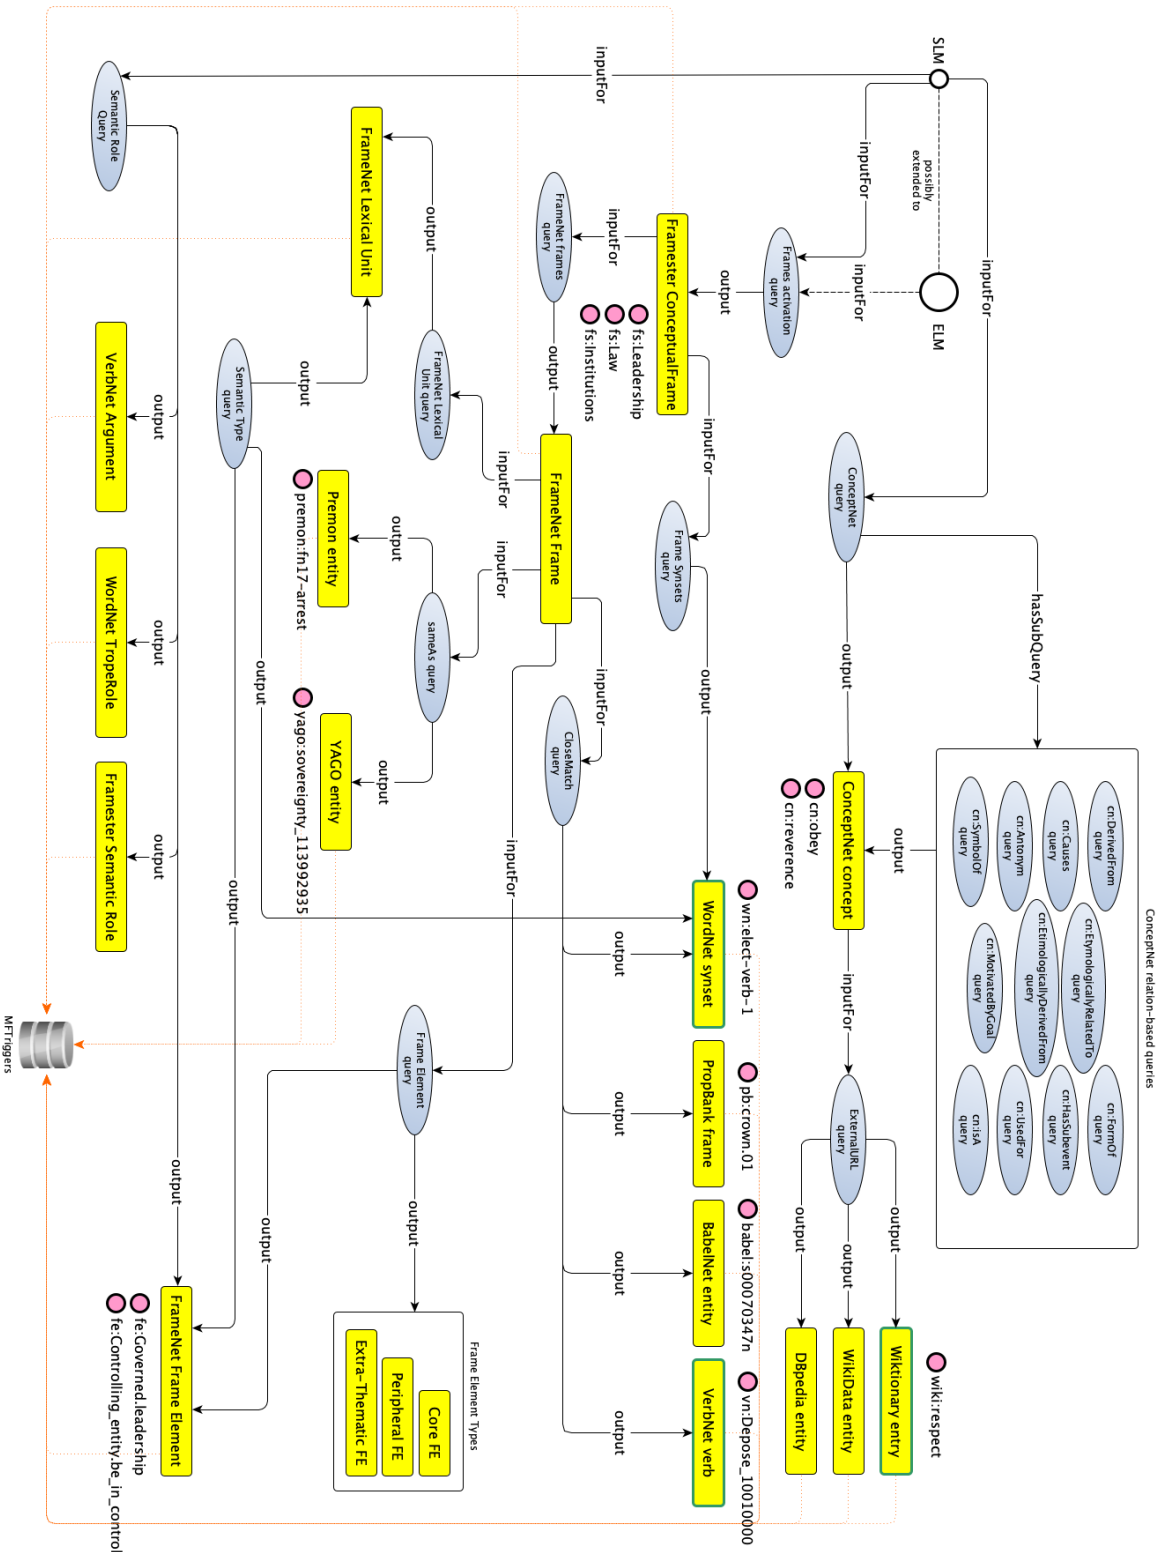 ConceptNet relation-based queries
cn:DerivedFrom
query
cn:Causes
query
cn:Antonym
query
cn:SymbolOf
query
cn:EtymologicallyRelatedTo
query
cn:EtimologicallyDerivedFrom
query
cn:MotivatedByGoal
query
cn:FormOf
query
cn:HasSubevent
query
cn:UsedFor
query
cn:isA
query
SLM
possibly
extended to
ELM
inputFor
inputFor
inputFor
inputFor
hasSubQuery
ConceptNet
query
output
output
ConceptNet concept
cn:obey
cn:reverence
inputFor
ExternalURL
query
output
output
output
Wiktionary entry
wiki:respect
WikiData entity
DBpedia entity
Frames activation
query
output
Framester ConceptualFrame
fs:Leadership
fs:Law
fs:Institutions
inputFor
inputFor
Frame Synsets
query
output
WordNet synset
wn:elect-verb-1
PropBank frame
pb:crown.01
BabelNet entity
babel:s00070347n
VerbNet verb
vn:Depose_10010000
FrameNet frames
query
output
FrameNet Frame
inputFor
inputFor
inputFor
inputFor
CloseMatch
query
output
output
output
output
FrameNet Lexical
Unit query
output
FrameNet Lexical Unit
sameAs query
output
output
Premon entity
premon:fn17-arrest
YAGO entity
yago:sovereignty_113992935
Frame Element
query
output
output
Frame Element Types
Core FE
Peripheral FE
Extra-Thematic FE
Semantic Type
query
output
output
output
Semantic Role
Query
output
output
output
output
VerbNet Argument
WordNet TropeRole
Framester Semantic Role
FrameNet Frame Element
fe:Governed.leadership
fe:Controlling_entity.be_in_control
MFTriggers